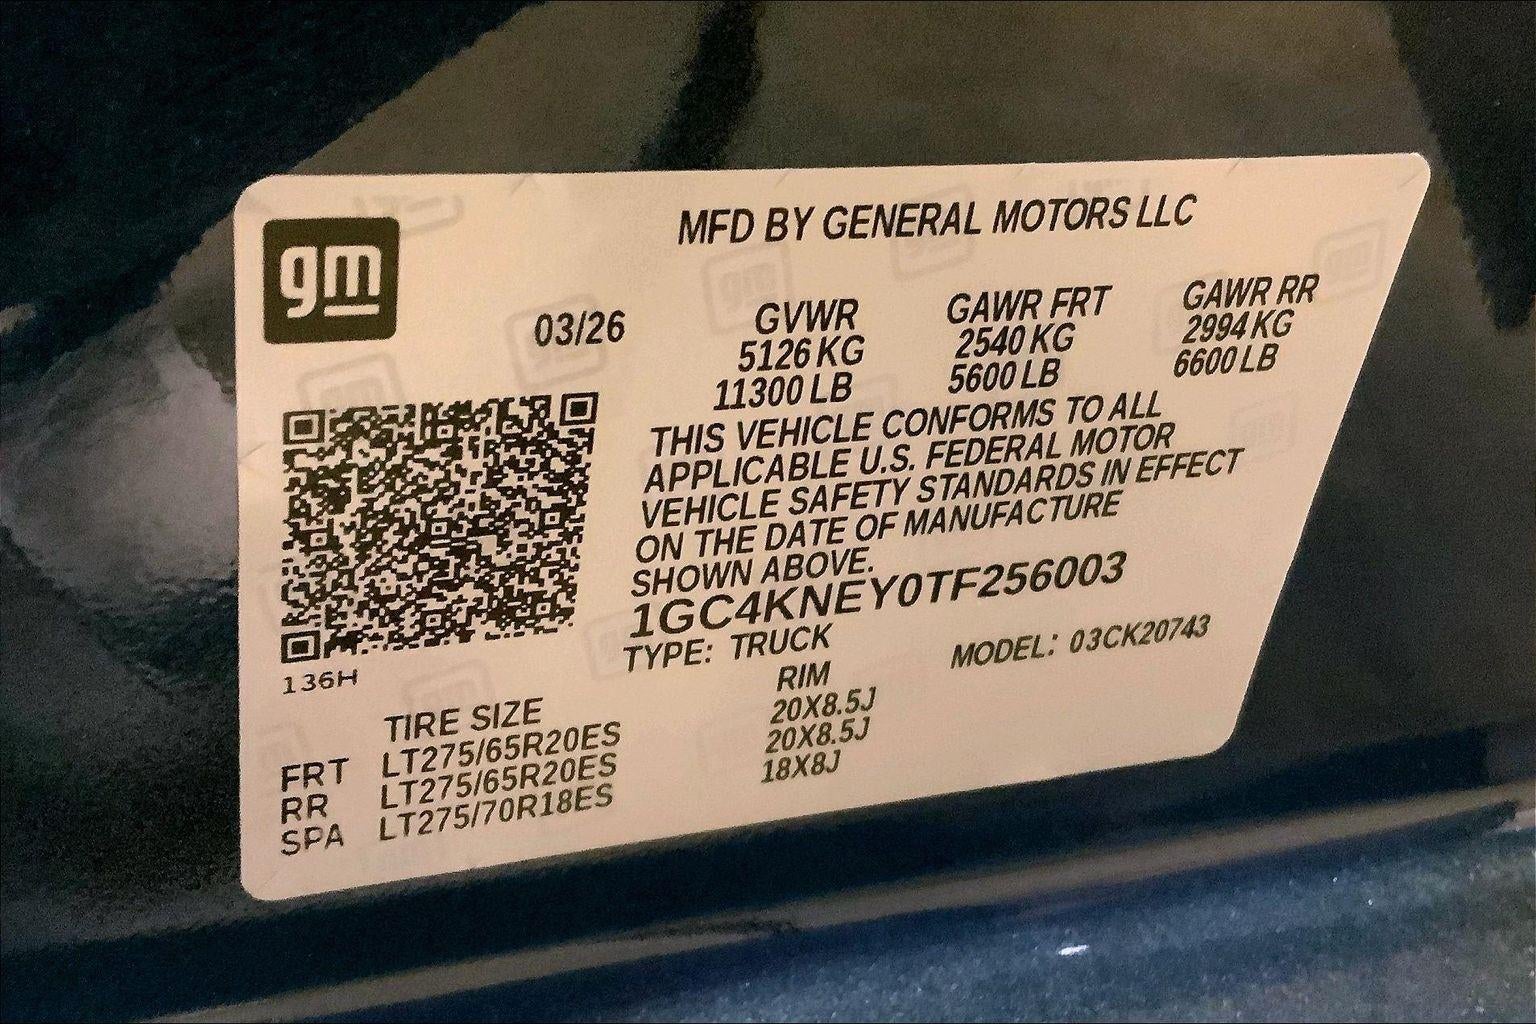 gm
MFD BY GENERAL MOTORS LLC
03/26 GVWR GAWR FRT GAWR RR
5126 KG 2540 KG 2994 KG
11300 LB 5600 LB 6600 LB
THIS VEHICLE CONFORMS TO ALL
APPLICABLE U.S. FEDERAL MOTOR
VEHICLE SAFETY STANDARDS IN EFFECT
ON THE DATE OF MANUFACTURE
SHOWN ABOVE.
1GC4KNEY0TF256003
TYPE: TRUCK MODEL: 03CK20743
136H
TIRE SIZE RIM
FRT LT275/65R20ES 20X8.5J
RR LT275/65R20ES 20X8.5J
SPA LT275/70R18ES 18X8J